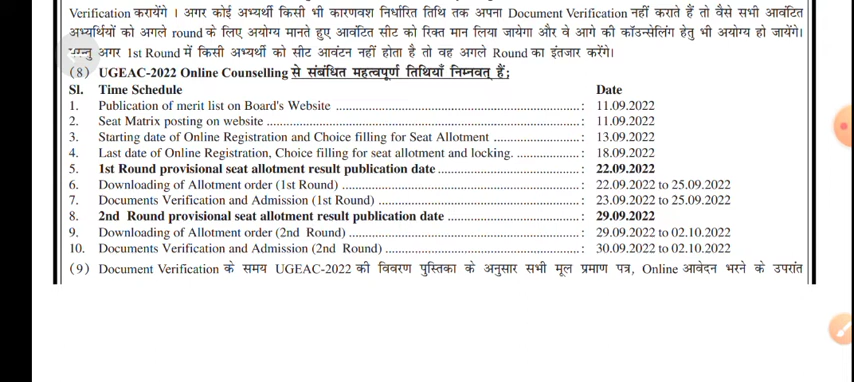 Verification करायेंगे । अगर कोई अभ्यर्थी किसी भी कारणवश निर्धारित तिथि तक अपना Document Verification नहीं कराते हैं तो वैसे सभी आवंटित
अभ्यर्थियों को अगले round के लिए अयोग्य मानते हुए आवंटित सीट को रिक्त मान लिया जायेगा और वे आगे की कॉउन्सेलिंग हेतु भी अयोग्य हो जायेंगे।
परन्तु अगर 1st Round में किसी अभ्यर्थी को सीट आवंटन नहीं होता है तो वह अगले Round का इंतजार करेंगे।
(8) UGEAC-2022 Online Counselling से संबंधित महत्वपूर्ण तिथियाँ निम्नवत् हैं;
Sl. Time Schedule Date
1. Publication of merit list on Board's Website : 11.09.2022
2. Seat Matrix posting on website : 11.09.2022
3. Starting date of Online Registration and Choice filling for Seat Allotment : 13.09.2022
4. Last date of Online Registration, Choice filling for seat allotment and locking. : 18.09.2022
5. 1st Round provisional seat allotment result publication date : 22.09.2022
6. Downloading of Allotment order (1st Round) : 22.09.2022 to 25.09.2022
7. Documents Verification and Admission (1st Round) : 23.09.2022 to 25.09.2022
8. 2nd Round provisional seat allotment result publication date : 29.09.2022
9. Downloading of Allotment order (2nd Round) : 29.09.2022 to 02.10.2022
10. Documents Verification and Admission (2nd Round) : 30.09.2022 to 02.10.2022
(9) Document Verification के समय UGEAC-2022 की विवरण पुस्तिका के अनुसार सभी मूल प्रमाण पत्र, Online आवेदन भरने के उपरांत